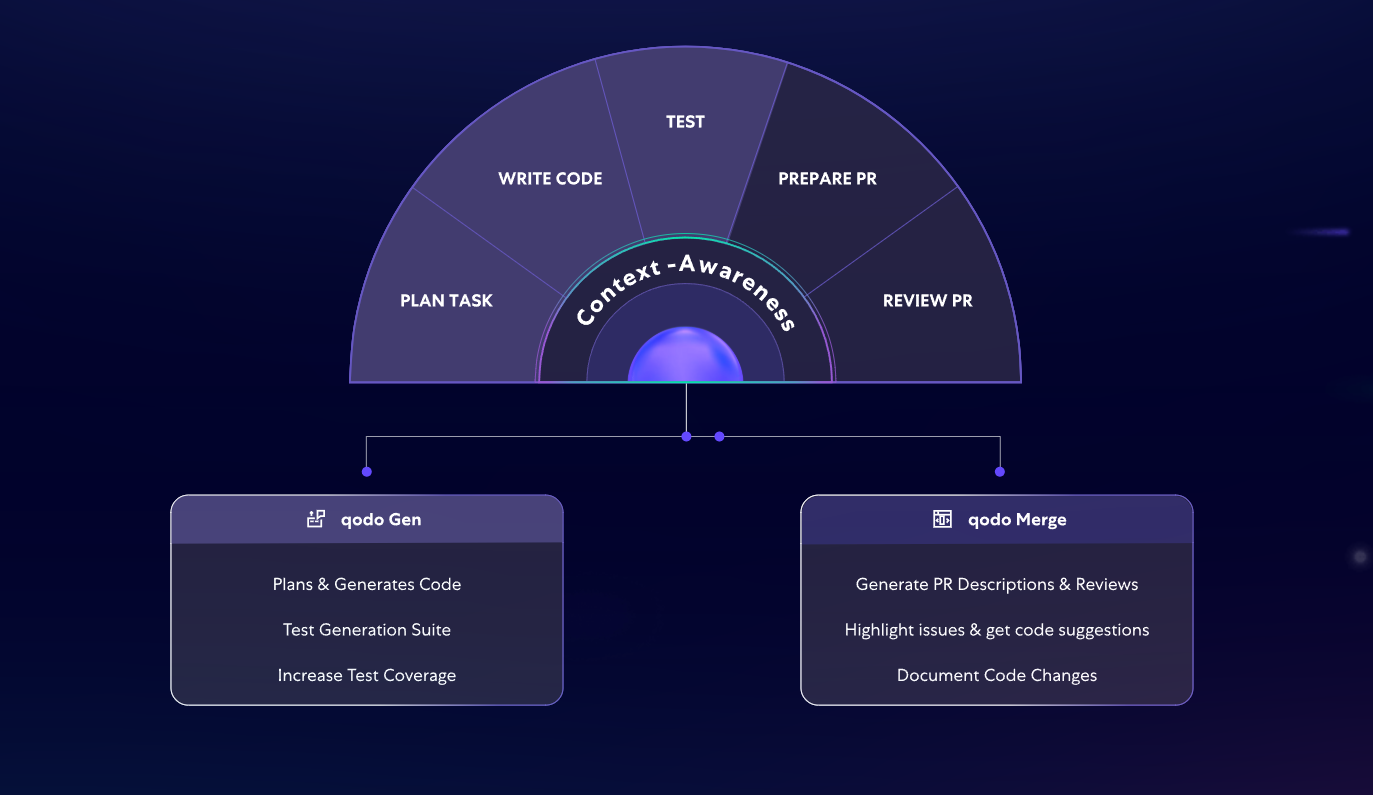 TEST
WRITE CODE
PREPARE PR
PLAN TASK
REVIEW PR
Context -Awareness
qodo Gen
Plans & Generates Code
Test Generation Suite
Increase Test Coverage
qodo Merge
Generate PR Descriptions & Reviews
Highlight issues & get code suggestions
Document Code Changes